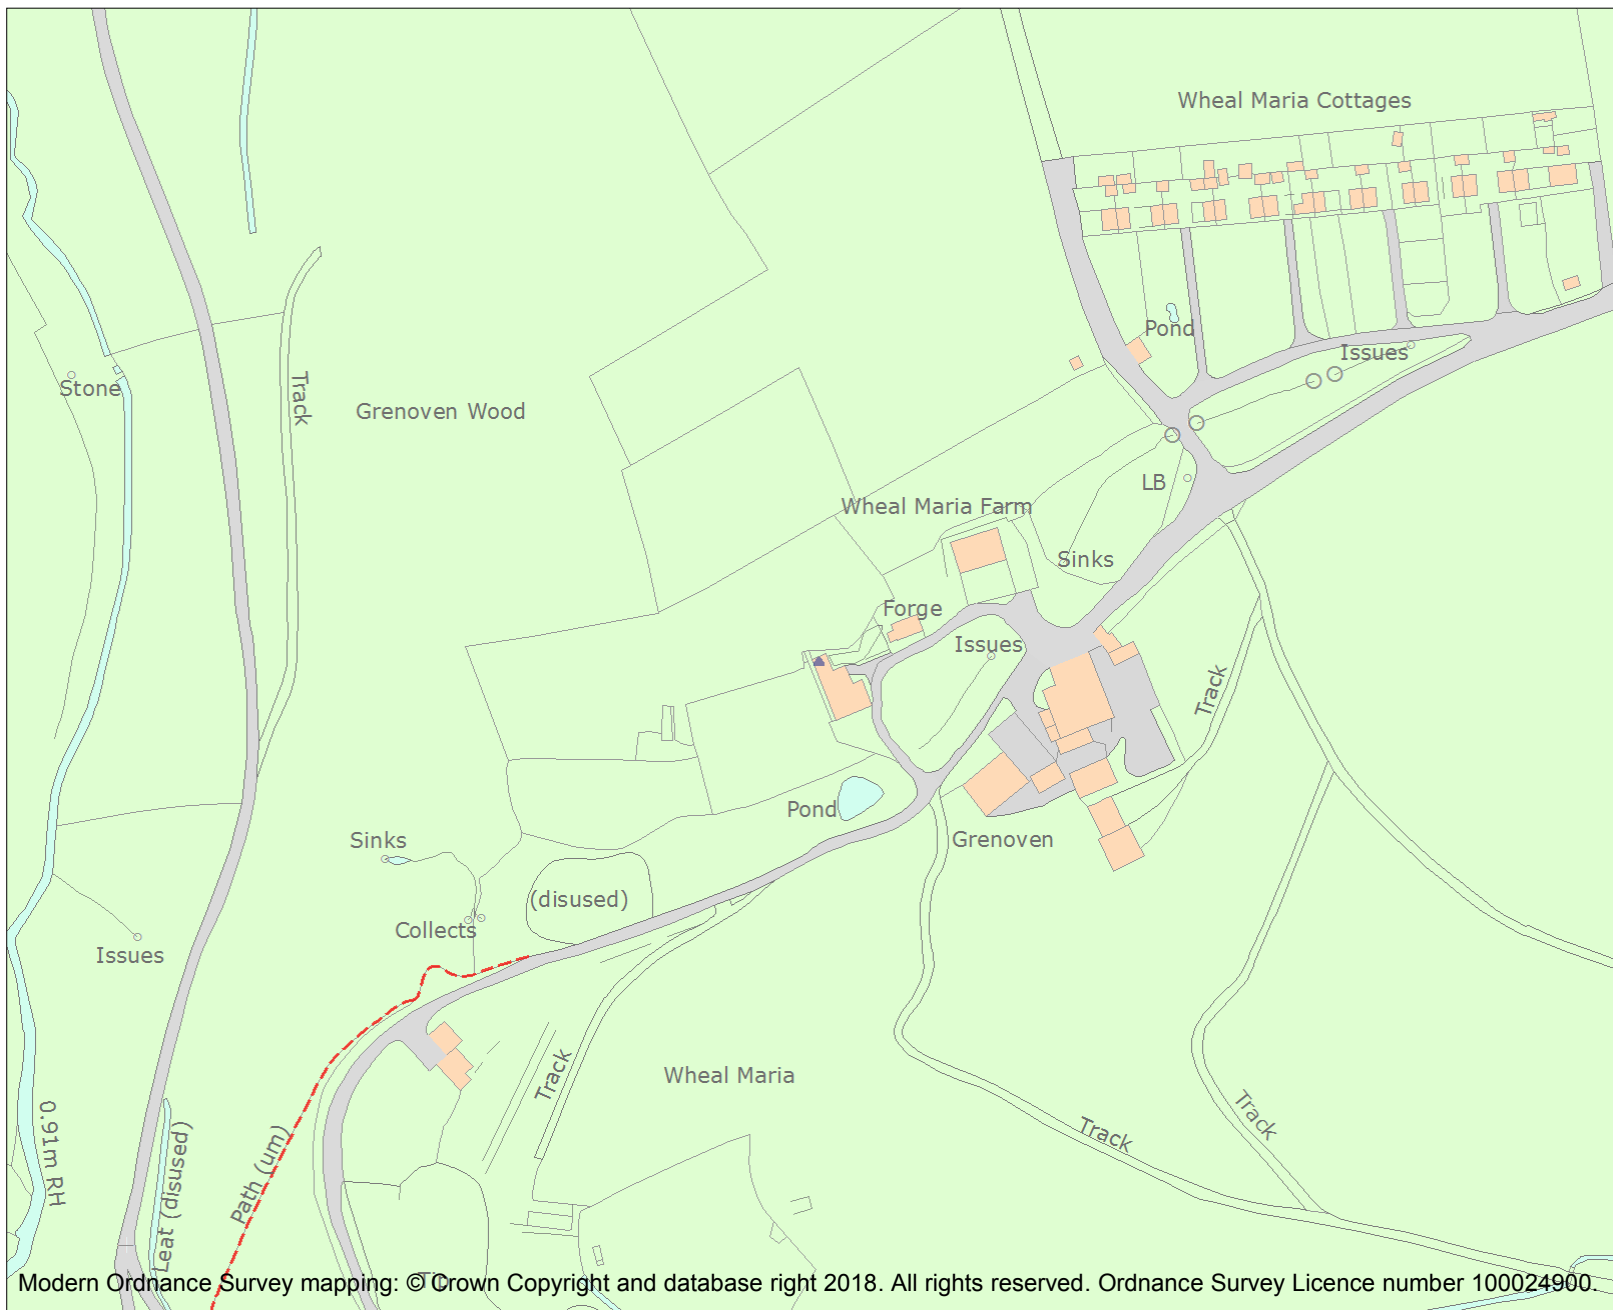 Wheal Maria Cottages
Pond
Issues
Stone
Track
Grenoven Wood
LB
Wheal Maria Farm
Sinks
Forge
Issues
Track
Pond
Grenoven
Sinks
(disused)
Collects
Issues
Track
Wheal Maria
Track
Track
0.91m RH
Leat (disused)
Path (um)
Tip
Modern Ordnance Survey mapping: © Crown Copyright and database right 2018. All rights reserved. Ordnance Survey Licence number 100024900.